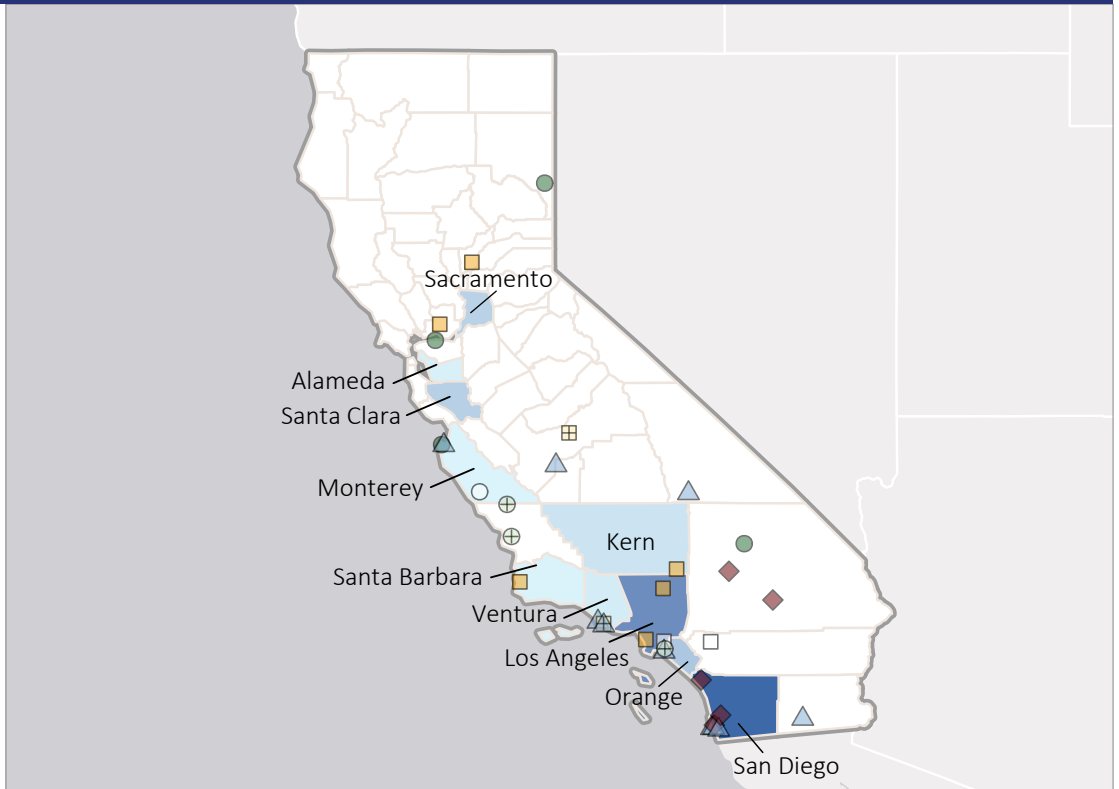 Sacramento
Alameda
Santa Clara
Monterey
Kern
Santa Barbara
Ventura
Los Angeles
Orange
San Diego